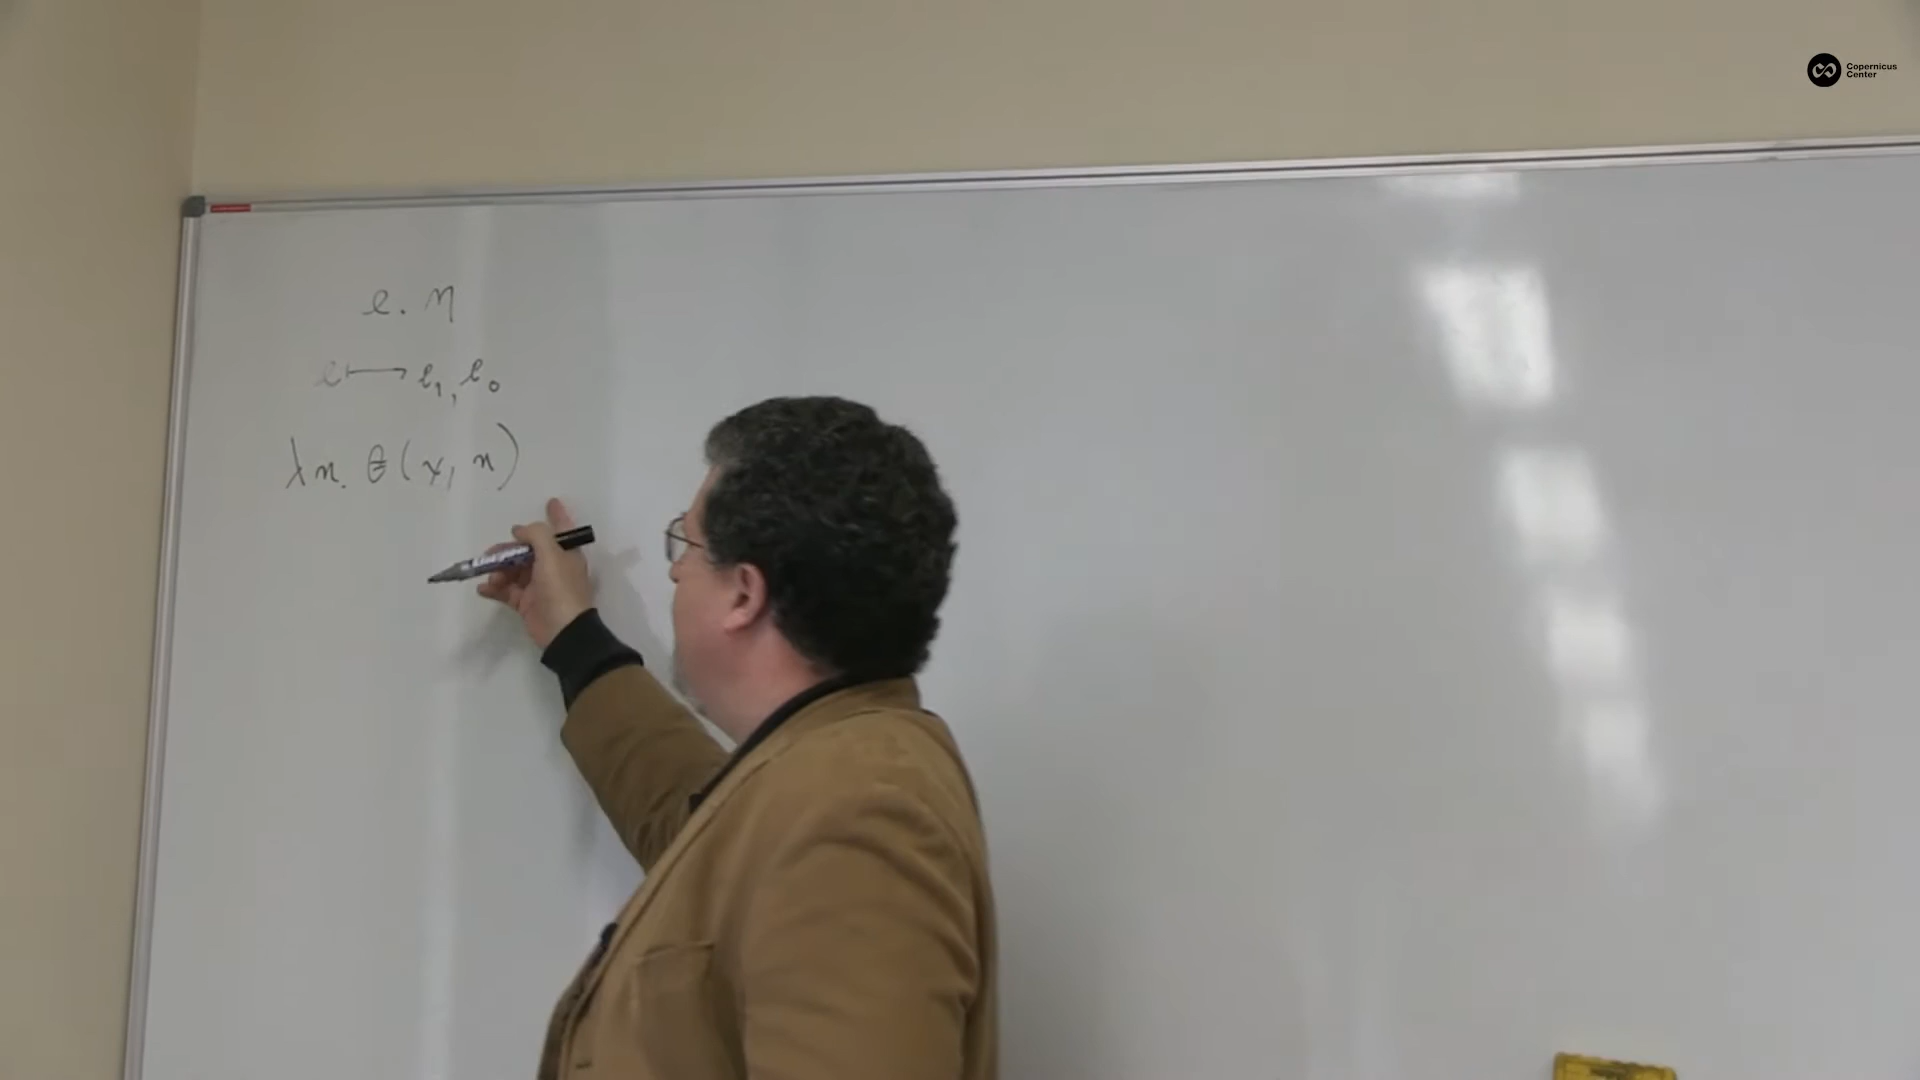 Copernicus
Center
e . n
e ↦ e₁, e₀
λn. Θ(x, n)